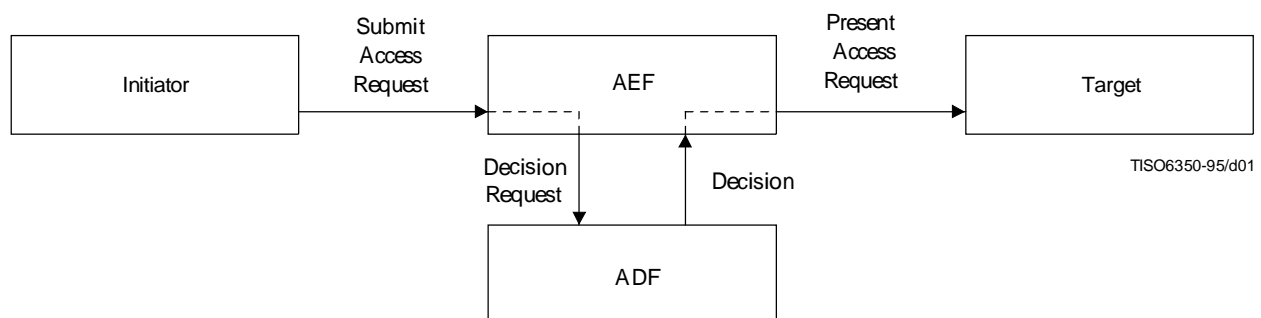 Submit
Access
Request
Present
Access
Request
Initiator
AEF
Target
TISO6350-95/d01
Decision
Request
Decision
ADF